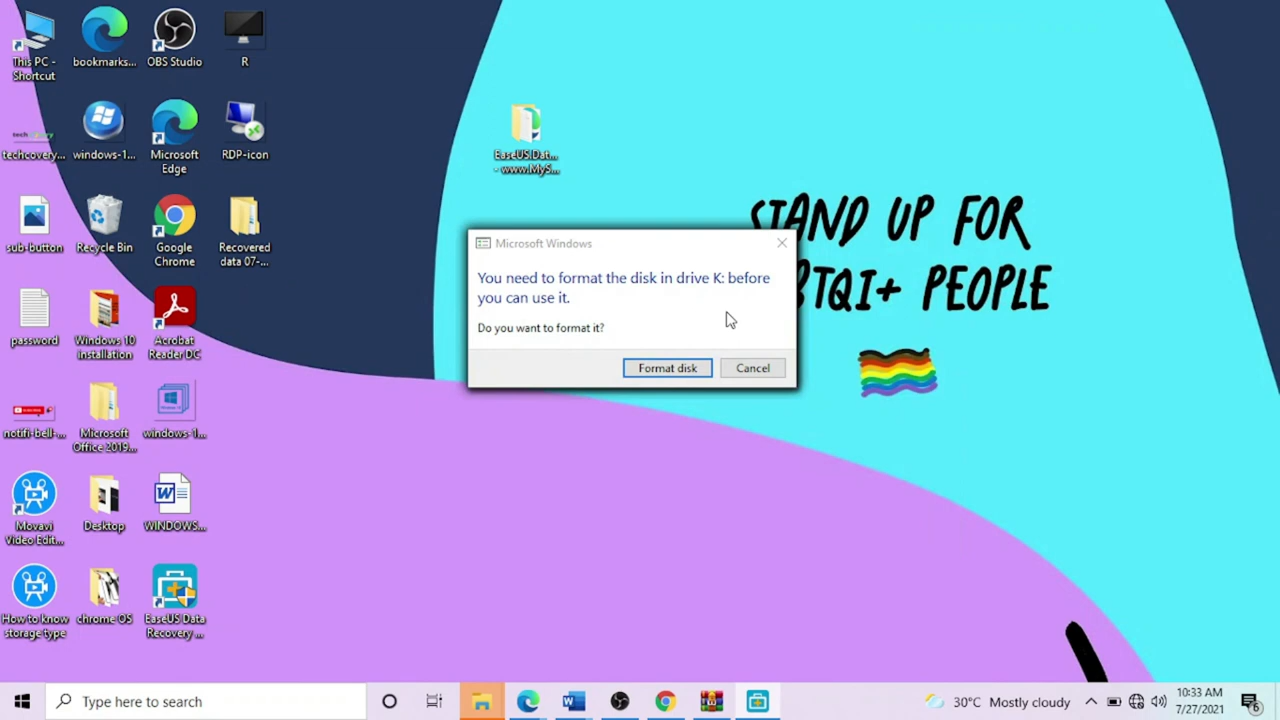 This PC -
Shortcut
bookmarks...
OBS Studio
R
techcovery...
windows-1...
Microsoft
Edge
RDP-icon
EaseUS.Dat...
- www.MyS...
sub-button
Recycle Bin
Google
Chrome
Recovered
data 07-...
STAND UP FOR
BTQI+ PEOPLE
Microsoft Windows
You need to format the disk in drive K: before
you can use it.
Do you want to format it?
Format disk
Cancel
password
Windows 10
installation
Acrobat
Reader DC
notifi-bell-...
Microsoft
Office 2019...
windows-1...
Movavi
Video Edit...
Desktop
WINDOWS...
How to know
storage type
chrome OS
EaseUS Data
Recovery ...
Type here to search
30°C Mostly cloudy
10:33 AM
7/27/2021
6